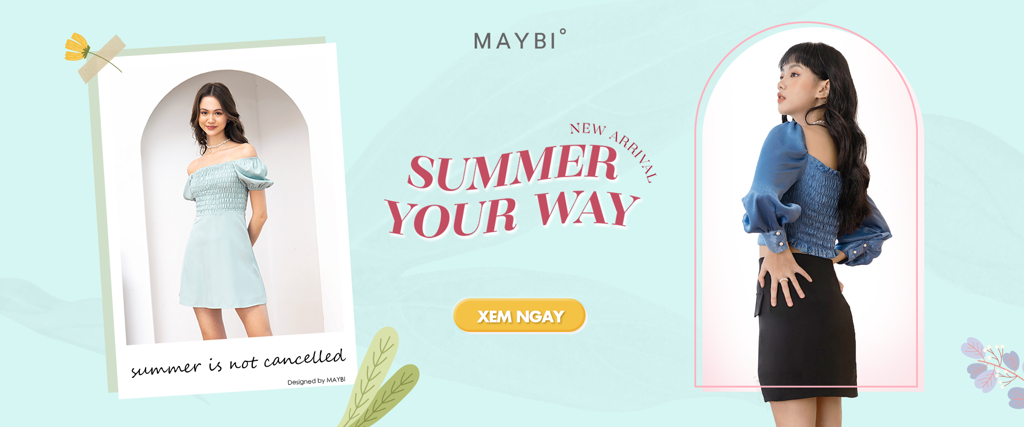 MAYBI°
NEW ARRIVAL
SUMMER
YOUR WAY
XEM NGAY
summer is not cancelled
Designed by MAYBI